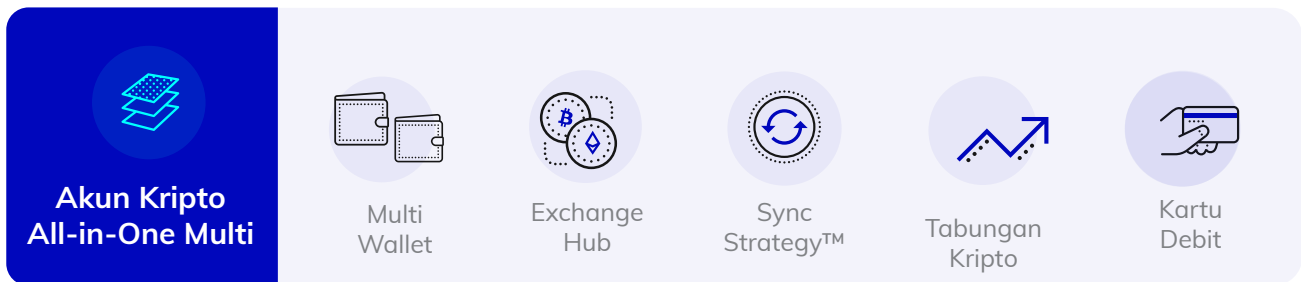 Akun Kripto
All-in-One Multi
Multi
Wallet
Exchange
Hub
Sync
Strategy™
Tabungan
Kripto
Kartu
Debit